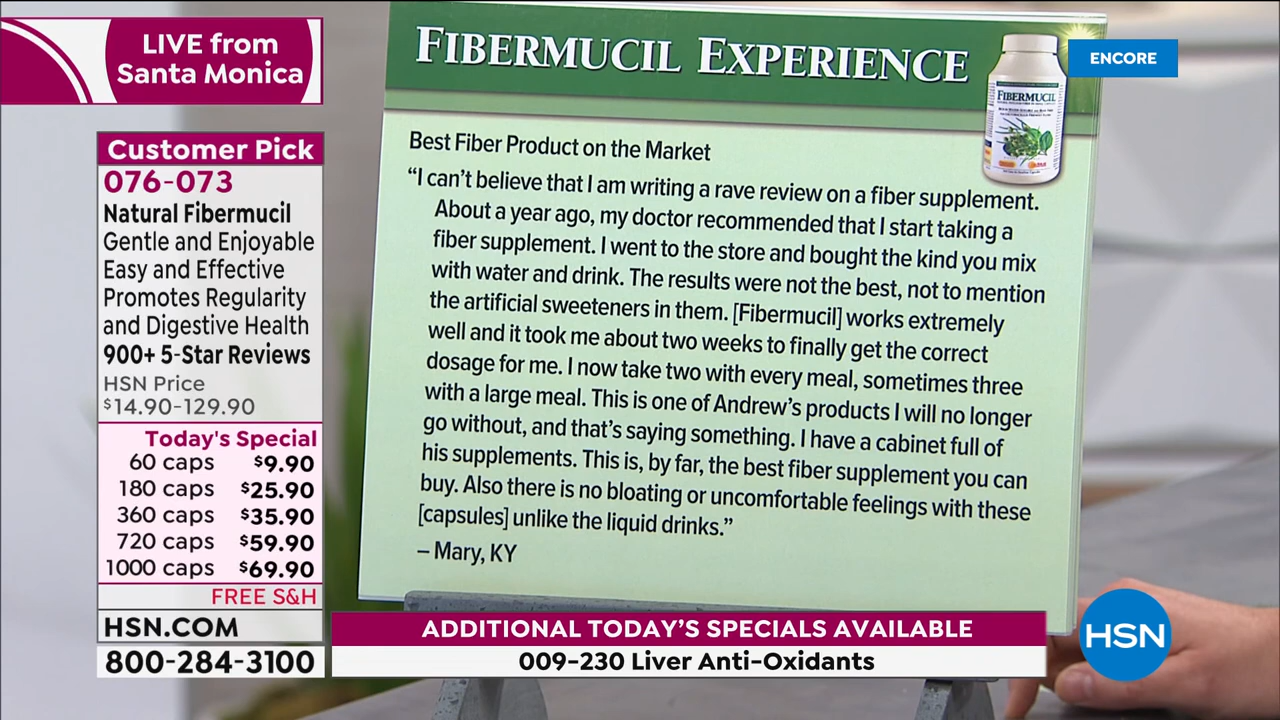 LIVE from
Santa Monica
FIBERMUCIL EXPERIENCE
FIBERMUCIL
ENCORE
Customer Pick
076-073
Natural Fibermucil
Gentle and Enjoyable
Easy and Effective
Promotes Regularity
and Digestive Health
900+ 5-Star Reviews
HSN Price
$14.90-129.90
Today's Special
60 caps $9.90
180 caps $25.90
360 caps $35.90
720 caps $59.90
1000 caps $69.90
FREE S&H
HSN.COM
800-284-3100
Best Fiber Product on the Market
“I can’t believe that I am writing a rave review on a fiber supplement.
About a year ago, my doctor recommended that I start taking a
fiber supplement. I went to the store and bought the kind you mix
with water and drink. The results were not the best, not to mention
the artificial sweeteners in them. [Fibermucil] works extremely
well and it took me about two weeks to finally get the correct
dosage for me. I now take two with every meal, sometimes three
with a large meal. This is one of Andrew’s products I will no longer
go without, and that’s saying something. I have a cabinet full of
his supplements. This is, by far, the best fiber supplement you can
buy. Also there is no bloating or uncomfortable feelings with these
[capsules] unlike the liquid drinks.”
– Mary, KY
ADDITIONAL TODAY’S SPECIALS AVAILABLE
009-230 Liver Anti-Oxidants
HSN